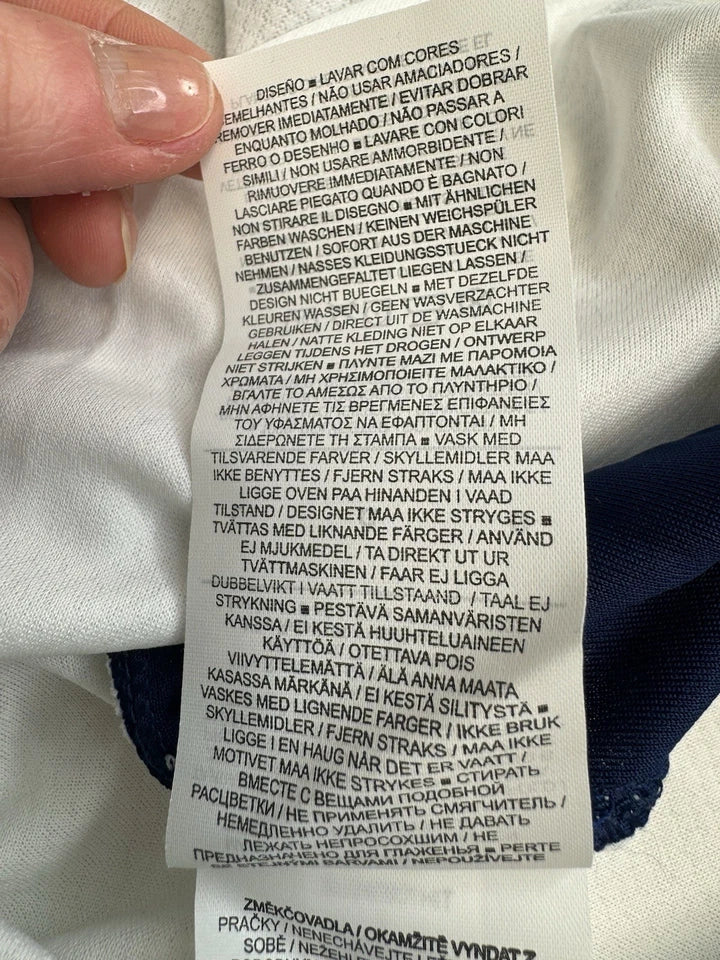 DISEÑO ■ LAVAR COM CORES
EMELHANTES / NÃO USAR AMACIADORES /
REMOVER IMEDIATAMENTE / EVITAR DOBRAR
ENQUANTO MOLHADO / NÃO PASSAR A
FERRO O DESENHO ■ LAVARE CON COLORI
SIMILI / NON USARE AMMORBIDENTE /
RIMUOVERE IMMEDIATAMENTE / NON
LASCIARE PIEGATO QUANDO È BAGNATO /
NON STIRARE IL DISEGNO ■ MIT ÄHNLICHEN
FARBEN WASCHEN / KEINEN WEICHSPÜLER
BENUTZEN / SOFORT AUS DER MASCHINE
NEHMEN / NASSES KLEIDUNGSSTUECK NICHT
ZUSAMMENGEFALTET LIEGEN LASSEN /
DESIGN NICHT BUEGELN ■ MET DEZELFDE
KLEUREN WASSEN / GEEN WASVERZACHTER
GEBRUIKEN / DIRECT UIT DE WASMACHINE
HALEN / NATTE KLEDING NIET OP ELKAAR
LEGGEN TIJDENS HET DROGEN / ONTWERP
NIET STRIJKEN ■ ΠΛΥΝΤΕ ΜΑΖΙ ΜΕ ΠΑΡΟΜΟΙΑ
ΧΡΩΜΑΤΑ / ΜΗ ΧΡΗΣΙΜΟΠΟΙΕΙΤΕ ΜΑΛΑΚΤΙΚΟ /
ΒΓΑΛΤΕ ΤΟ ΑΜΕΣΩΣ ΑΠΟ ΤΟ ΠΛΥΝΤΗΡΙΟ /
ΜΗΝ ΑΦΗΝΕΤΕ ΤΙΣ ΒΡΕΓΜΕΝΕΣ ΕΠΙΦΑΝΕΙΕΣ
ΤΟΥ ΥΦΑΣΜΑΤΟΣ ΝΑ ΕΦΑΠΤΟΝΤΑΙ / ΜΗ
ΣΙΔΕΡΩΝΕΤΕ ΤΗ ΣΤΑΜΠΑ ■ VASK MED
TILSVARENDE FARVER / SKYLLEMIDLER MAA
IKKE BENYTTES / FJERN STRAKS / MAA IKKE
LIGGE OVEN PAA HINANDEN I VAAD
TILSTAND / DESIGNET MAA IKKE STRYGES ■
TVÄTTAS MED LIKNANDE FÄRGER / ANVÄND
EJ MJUKMEDEL / TA DIREKT UT UR
TVÄTTMASKINEN / FAAR EJ LIGGA
DUBBELVIKT I VAATT TILLSTAAND / TAAL EJ
STRYKNING ■ PESTÄVÄ SAMANVÄRISTEN
KANSSA / EI KESTÄ HUUHTELUAINEEN
KÄYTTÖÄ / OTETTAVA POIS
VIIVYTTELEMÄTTÄ / ÄLÄ ANNA MAATA
KASASSA MÄRKÄNÄ / EI KESTÄ SILITYSTÄ ■
VASKES MED LIGNENDE FARGER / IKKE BRUK
SKYLLEMIDLER / FJERN STRAKS / MAA IKKE
LIGGE I EN HAUG NÅR DET ER VAATT /
MOTIVET MAA IKKE STRYKES ■ СТИРАТЬ
ВМЕСТЕ С ВЕЩАМИ ПОДОБНОЙ
РАСЦВЕТКИ / НЕ ПРИМЕНЯТЬ СМЯГЧИТЕЛЬ /
НЕМЕДЛЕННО УДАЛИТЬ / НЕ ДАВАТЬ
ЛЕЖАТЬ НЕПРОСОХШИМ / НЕ
ПРЕДНАЗНАЧЕНО ДЛЯ ГЛАЖЕНЬЯ ■ PERTE
SE STEJNÝMI BARVAMI / NEPOUŽÍVEJTE
ZMĚKČOVADLA / OKAMŽITĚ VYNDAT Z
PRAČKY / NENECHÁVEJTE
SOBĚ /